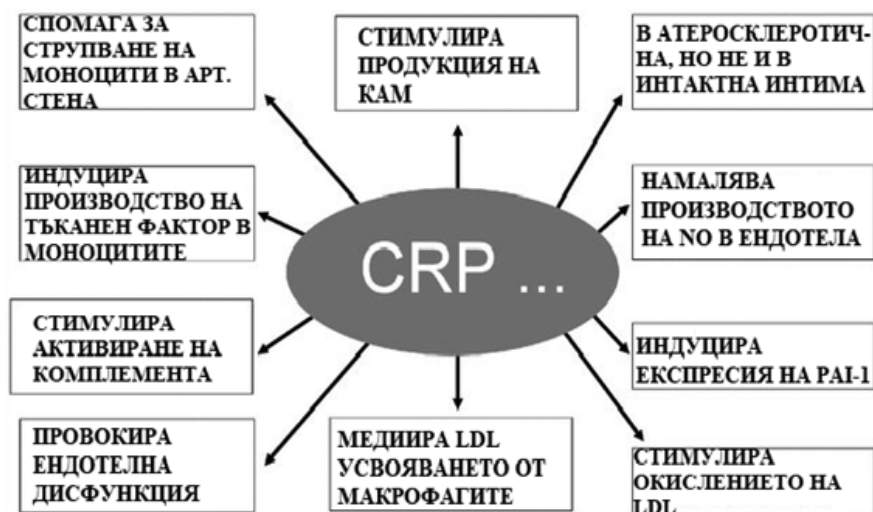 СПОМАГА ЗА
СТРУПВАНЕ НА
МОНОЦИТИ В АРТ.
СТЕНА
СТИМУЛИРА
ПРОДУКЦИЯ НА
КАМ
В АТЕРОСКЛЕРОТИЧ-
НА, НО НЕ И В
ИНТАКТНА ИНТИМА
ИНДУЦИРА
ПРОИЗВОДСТВО НА
ТЪКАНЕН ФАКТОР В
МОНОЦИТИТЕ
НАМАЛЯВА
ПРОИЗВОДСТВОТО
НА NO В ЕНДОТЕЛА
CRP ...
СТИМУЛИРА
АКТИВИРАНЕ НА
КОМПЛЕМЕНТА
ИНДУЦИРА
ЕКСПРЕСИЯ НА PAI-1
ПРОВОКИРА
ЕНДОТЕЛНА
ДИСФУНКЦИЯ
МЕДИИРА LDL
УСВОЯВАНЕТО ОТ
МАКРОФАГИТЕ
СТИМУЛИРА
ОКИСЛЕНИЕТО НА
LDL